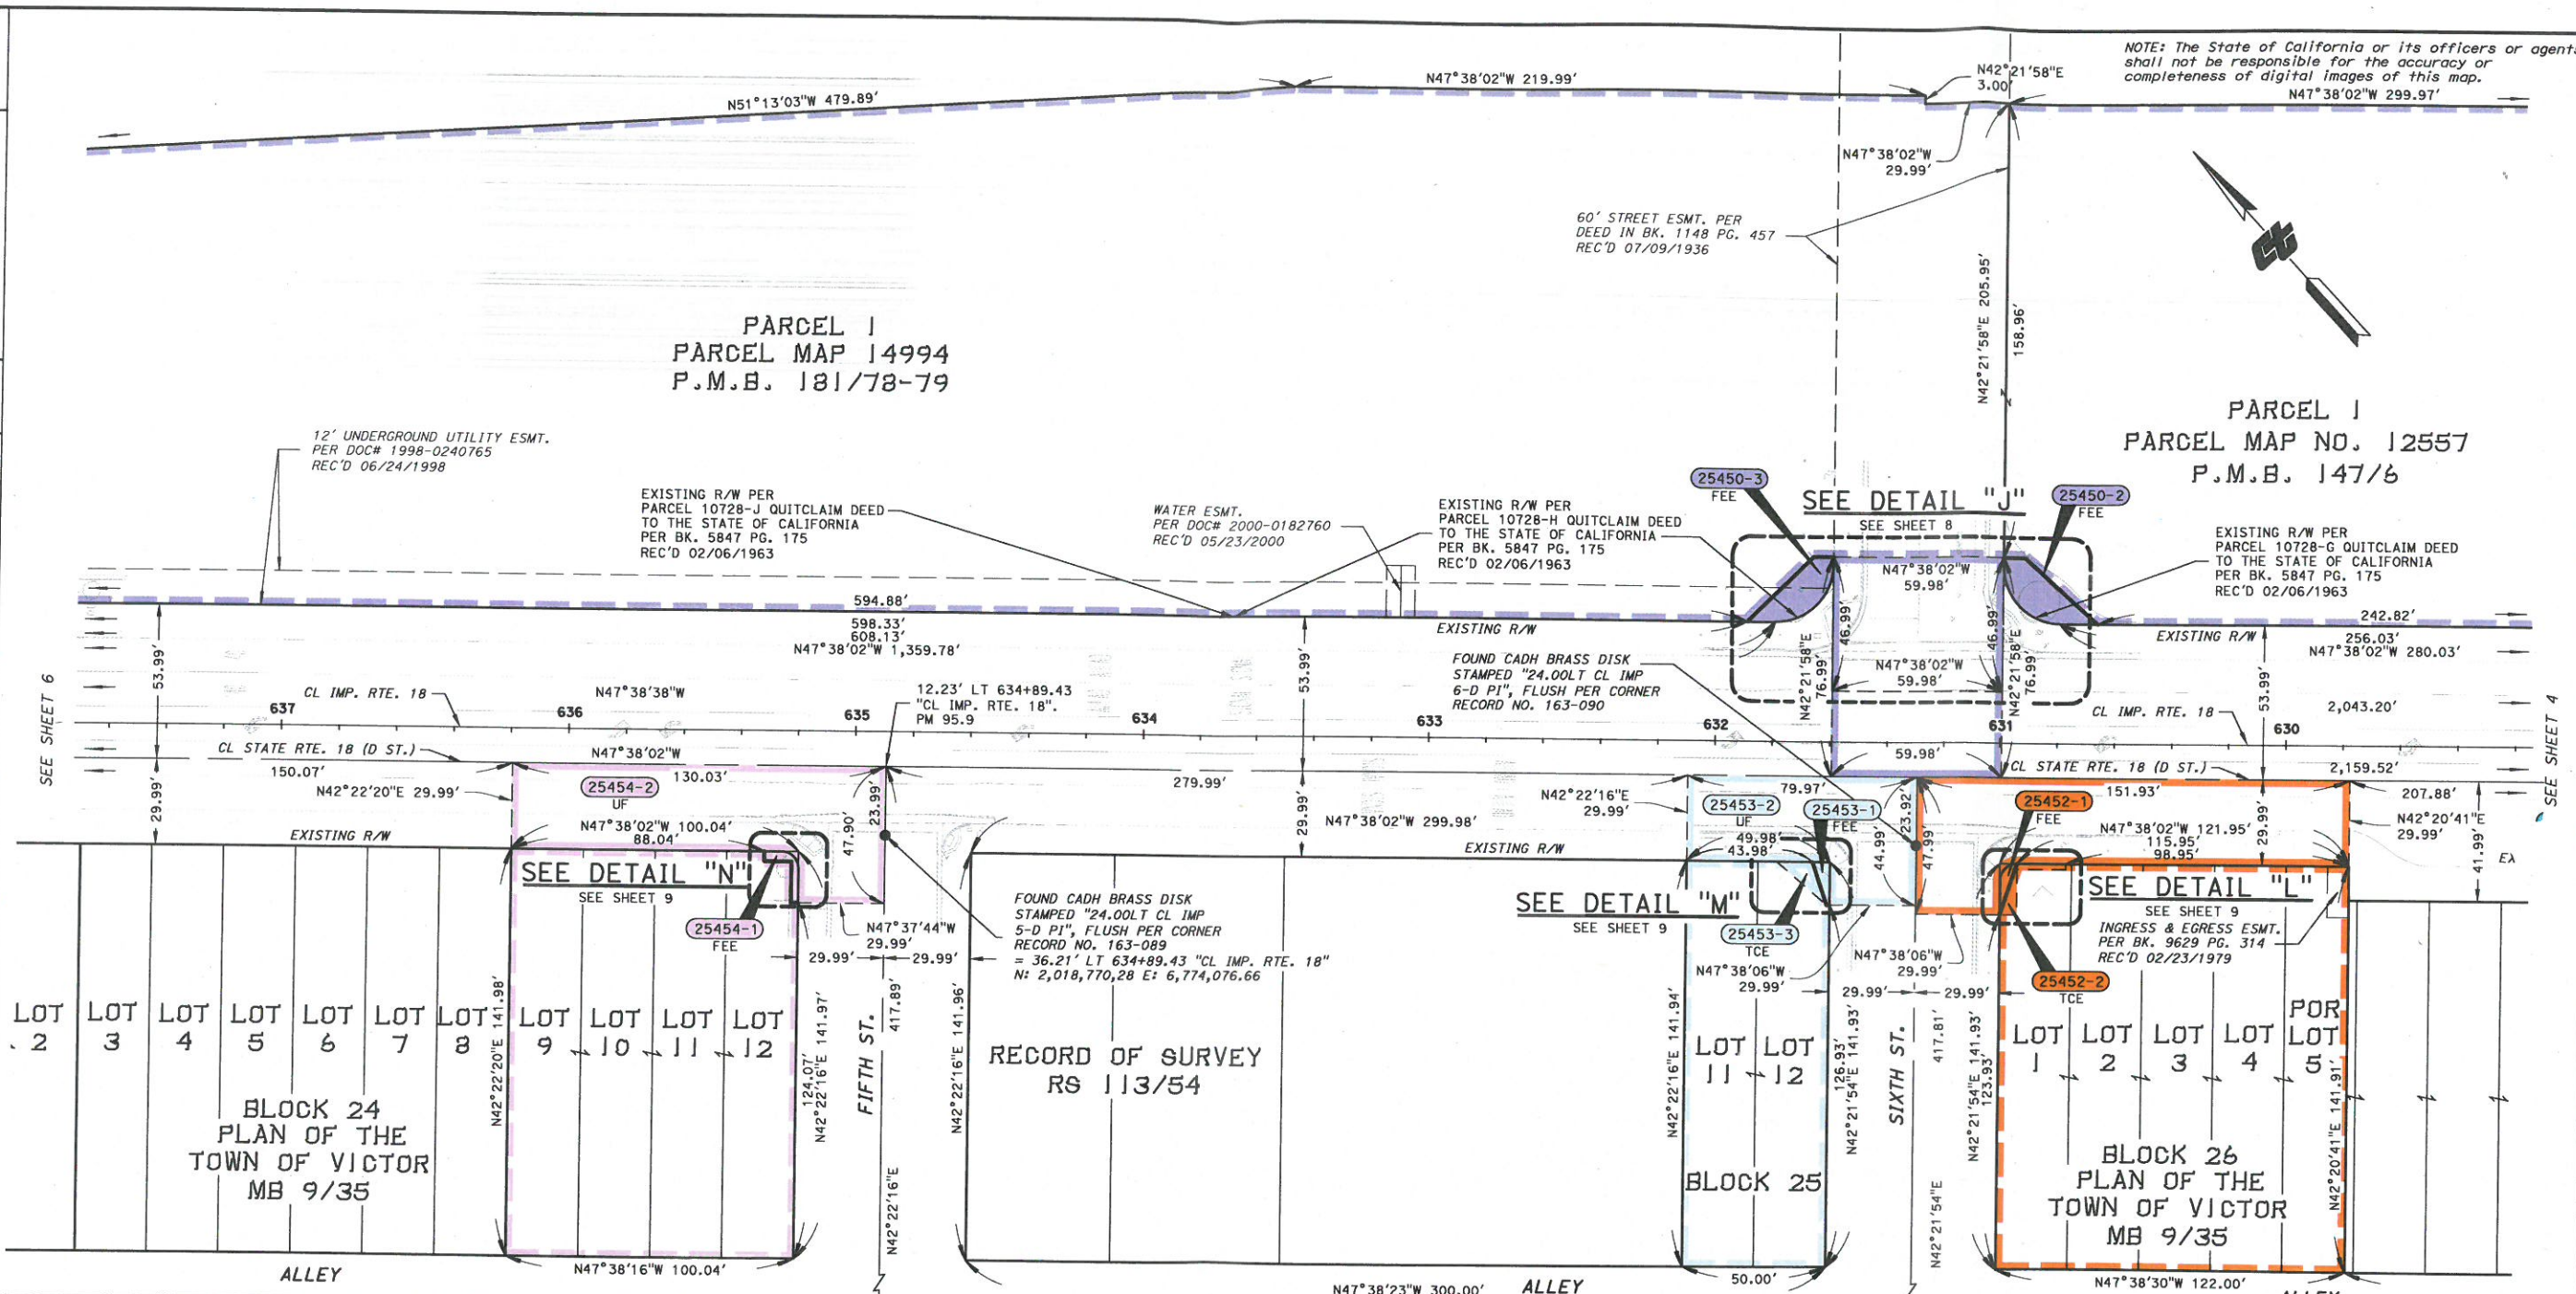 NOTE: The State of California or its officers or agents
shall not be responsible for the accuracy or
completeness of digital images of this map.
N51°13'03"W 479.89'
N47°38'02"W 219.99'
N42°21'58"E
3.00'
N47°38'02"W 299.97'
N47°38'02"W
29.99'
60' STREET ESMT. PER
DEED IN BK. 1148 PG. 457
REC'D 07/09/1936
N42°21'58"E 205.95'
158.96'
PARCEL 1
PARCEL MAP 14994
P.M.B. 181/78-79
PARCEL 1
PARCEL MAP NO. 12557
P.M.B. 147/6
12' UNDERGROUND UTILITY ESMT.
PER DOC# 1998-0240765
REC'D 06/24/1998
EXISTING R/W PER
PARCEL 10728-J QUITCLAIM DEED
TO THE STATE OF CALIFORNIA
PER BK. 5847 PG. 175
REC'D 02/06/1963
WATER ESMT.
PER DOC# 2000-0182760
REC'D 05/23/2000
EXISTING R/W PER
PARCEL 10728-H QUITCLAIM DEED
TO THE STATE OF CALIFORNIA
PER BK. 5847 PG. 175
REC'D 02/06/1963
25450-3
FEE
SEE DETAIL "J"
SEE SHEET 8
25450-2
FEE
EXISTING R/W PER
PARCEL 10728-G QUITCLAIM DEED
TO THE STATE OF CALIFORNIA
PER BK. 5847 PG. 175
REC'D 02/06/1963
N47°38'02"W
59.98'
594.88'
598.33'
608.13'
N47°38'02"W 1,359.78'
EXISTING R/W
EXISTING R/W
242.82'
256.03'
N47°38'02"W 280.03'
46.99'
46.99'
N42°21'58"E
76.99'
N42°21'58"E
76.99'
N47°38'02"W
59.98'
53.99'
53.99'
53.99'
FOUND CADH BRASS DISK
STAMPED "24.00LT CL IMP
6-D PI", FLUSH PER CORNER
RECORD NO. 163-090
SEE SHEET 6
SEE SHEET 4
CL IMP. RTE. 18
N47°38'38"W
12.23' LT 634+89.43
"CL IMP. RTE. 18".
PM 95.9
CL IMP. RTE. 18
2,043.20'
637
636
635
634
633
632
631
630
CL STATE RTE. 18 (D ST.)
N47°38'02"W
59.98'
CL STATE RTE. 18 (D ST.)
2,159.52'
150.07'
130.03'
279.99'
79.97'
151.93'
207.88'
N42°22'20"E 29.99'
25454-2
UF
23.99'
N42°22'16"E
29.99'
25453-2
UF
25453-1
FEE
23.92'
25452-1
FEE
N42°20'41"E
29.99'
29.99'
29.99'
29.99'
41.99'
EXISTING R/W
N47°38'02"W 100.04'
88.04'
47.90'
N47°38'02"W 299.98'
EXISTING R/W
49.98'
43.98'
44.99'
47.99'
N47°38'02"W 121.95'
115.95'
98.95'
EX
SEE DETAIL "N"
SEE SHEET 9
25454-1
FEE
N47°37'44"W
29.99'
29.99'
29.99'
FOUND CADH BRASS DISK
STAMPED "24.00LT CL IMP
5-D PI", FLUSH PER CORNER
RECORD NO. 163-089
= 36.21' LT 634+89.43 "CL IMP. RTE. 18"
N: 2,018,770,28 E: 6,774,076.66
SEE DETAIL "M"
SEE SHEET 9
25453-3
TCE
N47°38'06"W
29.99'
N47°38'06"W
29.99'
29.99'
29.99'
SEE DETAIL "L"
SEE SHEET 9
INGRESS & EGRESS ESMT.
PER BK. 9629 PG. 314
REC'D 02/23/1979
25452-2
TCE
LOT
2
LOT
3
LOT
4
LOT
5
LOT
6
LOT
7
LOT
8
LOT
9
LOT
10
LOT
11
LOT
12
N42°22'20"E 141.98'
124.07'
N42°22'16"E 141.97'
FIFTH ST.
417.89'
N42°22'16"E
N42°22'16"E 141.96'
RECORD OF SURVEY
RS 113/54
N42°22'16"E 141.94'
LOT
11
LOT
12
BLOCK 25
126.93'
N42°21'54"E 141.93'
SIXTH ST.
417.81'
N42°21'54"E
N42°21'54"E 141.93'
123.93'
LOT
1
LOT
2
LOT
3
LOT
4
POR
LOT
5
N42°20'41"E 141.91'
BLOCK 24
PLAN OF THE
TOWN OF VICTOR
MB 9/35
BLOCK 26
PLAN OF THE
TOWN OF VICTOR
MB 9/35
ALLEY
N47°38'16"W 100.04'
N47°38'23"W 300.00'
ALLEY
50.00'
N47°38'30"W 122.00'
ALLEY